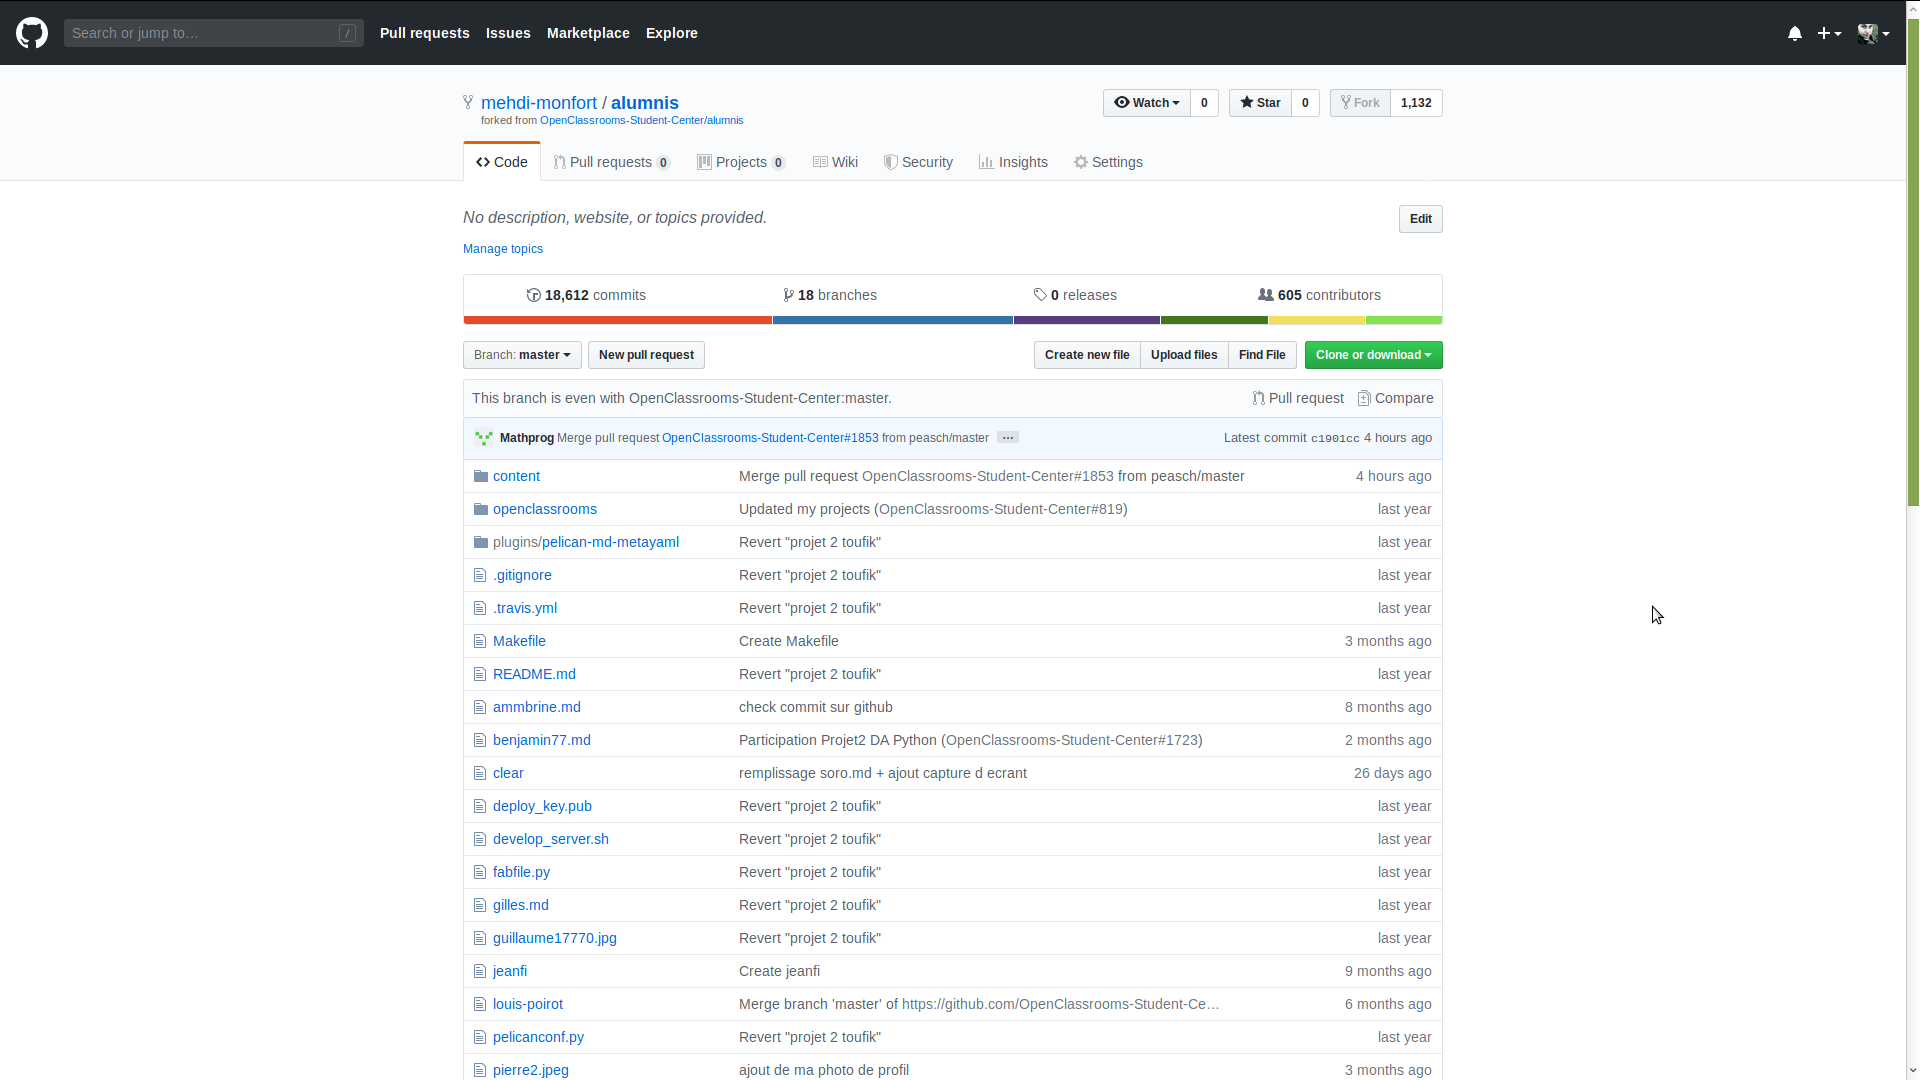 Search or jump to… /
Pull requests Issues Marketplace Explore
mehdi-monfort / alumnis
forked from OpenClassrooms-Student-Center/alumnis
Watch 0 Star 0 Fork 1,132
Code Pull requests 0 Projects 0 Wiki Security Insights Settings
No description, website, or topics provided.
Edit
Manage topics
18,612 commits 18 branches 0 releases 605 contributors
Branch: master New pull request Create new file Upload files Find File Clone or download
This branch is even with OpenClassrooms-Student-Center:master. Pull request Compare
Mathprog Merge pull request OpenClassrooms-Student-Center#1853 from peasch/master … Latest commit c1901cc 4 hours ago
content Merge pull request OpenClassrooms-Student-Center#1853 from peasch/master 4 hours ago
openclassrooms Updated my projects (OpenClassrooms-Student-Center#819) last year
plugins/pelican-md-metayaml Revert "projet 2 toufik" last year
.gitignore Revert "projet 2 toufik" last year
.travis.yml Revert "projet 2 toufik" last year
Makefile Create Makefile 3 months ago
README.md Revert "projet 2 toufik" last year
ammbrine.md check commit sur github 8 months ago
benjamin77.md Participation Projet2 DA Python (OpenClassrooms-Student-Center#1723) 2 months ago
clear remplissage soro.md + ajout capture d ecrant 26 days ago
deploy_key.pub Revert "projet 2 toufik" last year
develop_server.sh Revert "projet 2 toufik" last year
fabfile.py Revert "projet 2 toufik" last year
gilles.md Revert "projet 2 toufik" last year
guillaume17770.jpg Revert "projet 2 toufik" last year
jeanfi Create jeanfi 9 months ago
louis-poirot Merge branch 'master' of https://github.com/OpenClassrooms-Student-Ce… 6 months ago
pelicanconf.py Revert "projet 2 toufik" last year
pierre2.jpeg ajout de ma photo de profil 3 months ago